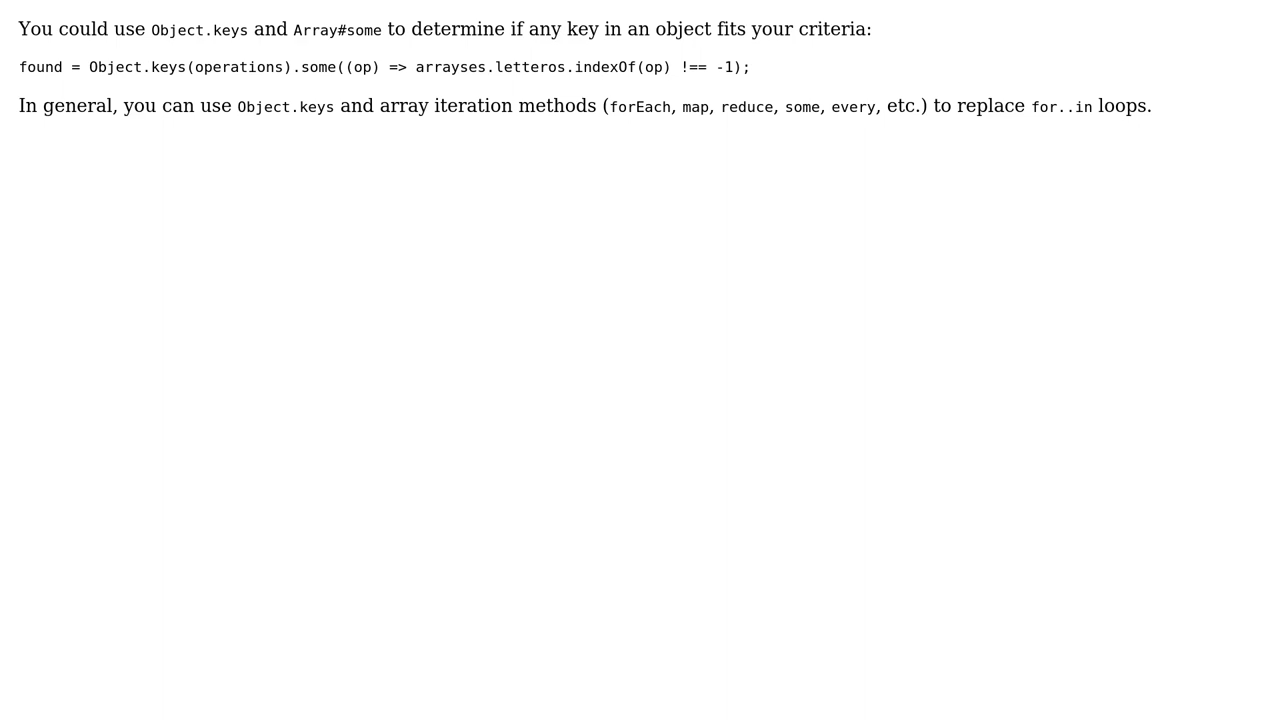 You could use Object.keys and Array#some to determine if any key in an object fits your criteria:
found = Object.keys(operations).some((op) => arrayses.letteros.indexOf(op) !== -1);
In general, you can use Object.keys and array iteration methods (forEach, map, reduce, some, every, etc.) to replace for..in loops.